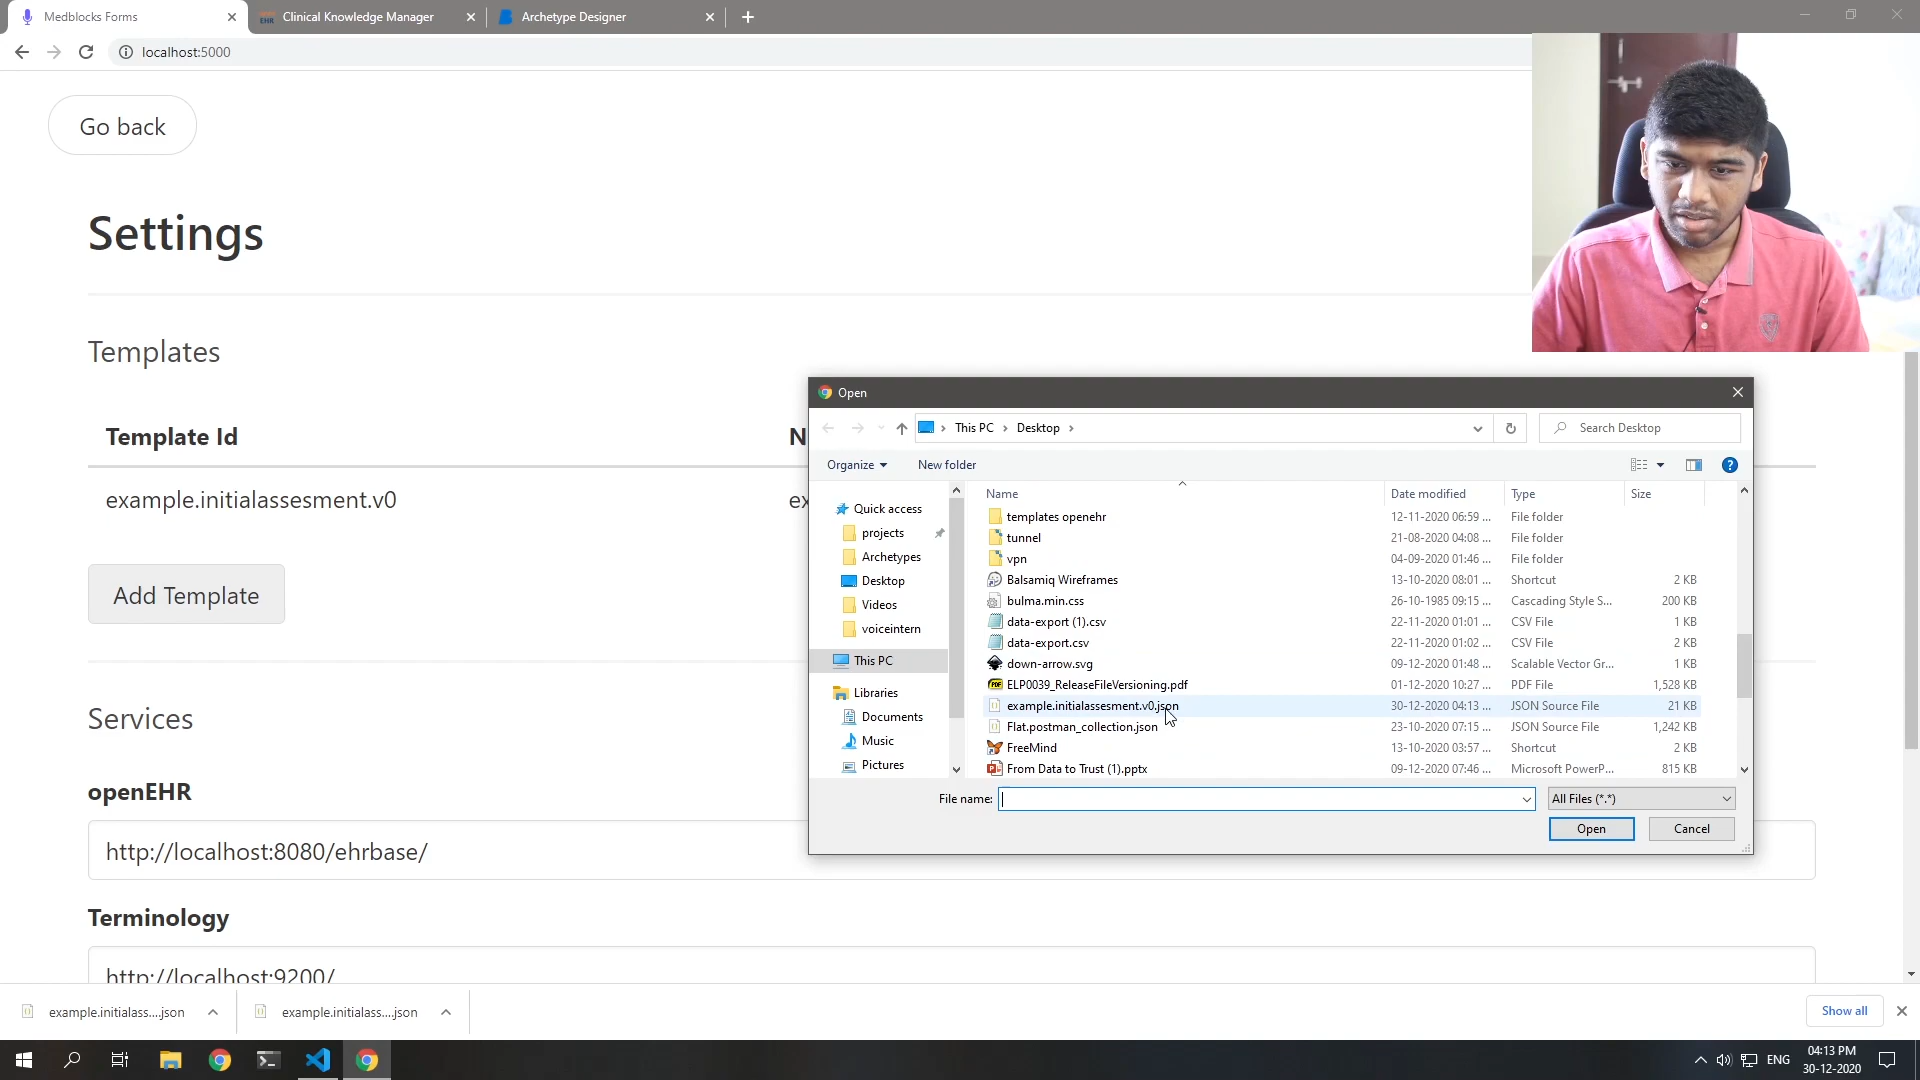 Medblocks Forms
EHR Clinical Knowledge Manager
Archetype Designer
localhost:5000
Go back
Settings
Templates
Template Id
N
example.initialassesment.v0
ex
Add Template
Services
openEHR
http://localhost:8080/ehrbase/
Terminology
http://localhost:9200/
Open
This PC
Desktop
Search Desktop
Organize
New folder
Quick access
projects
Archetypes
Desktop
Videos
voiceintern
This PC
Libraries
Documents
Music
Pictures
Name Date modified Type Size
templates openehr 12-11-2020 06:59 ... File folder
tunnel 21-08-2020 04:08 ... File folder
vpn 04-09-2020 01:46 ... File folder
Balsamiq Wireframes 13-10-2020 08:01 ... Shortcut 2 KB
bulma.min.css 26-10-1985 09:15 ... Cascading Style S... 200 KB
data-export (1).csv 22-11-2020 01:01 ... CSV File 1 KB
data-export.csv 22-11-2020 01:02 ... CSV File 2 KB
down-arrow.svg 09-12-2020 01:48 ... Scalable Vector Gr... 1 KB
PDF ELP0039_ReleaseFileVersioning.pdf 01-12-2020 10:27 ... PDF File 1,528 KB
example.initialassesment.v0.json 30-12-2020 04:13 ... JSON Source File 21 KB
Flat.postman_collection.json 23-10-2020 07:15 ... JSON Source File 1,242 KB
FreeMind 13-10-2020 03:57 ... Shortcut 2 KB
From Data to Trust (1).pptx 09-12-2020 07:46 ... Microsoft PowerP... 815 KB
File name:
All Files (*.*)
Open
Cancel
example.initialass....json
example.initialass....json
Show all
ENG
04:13 PM
30-12-2020